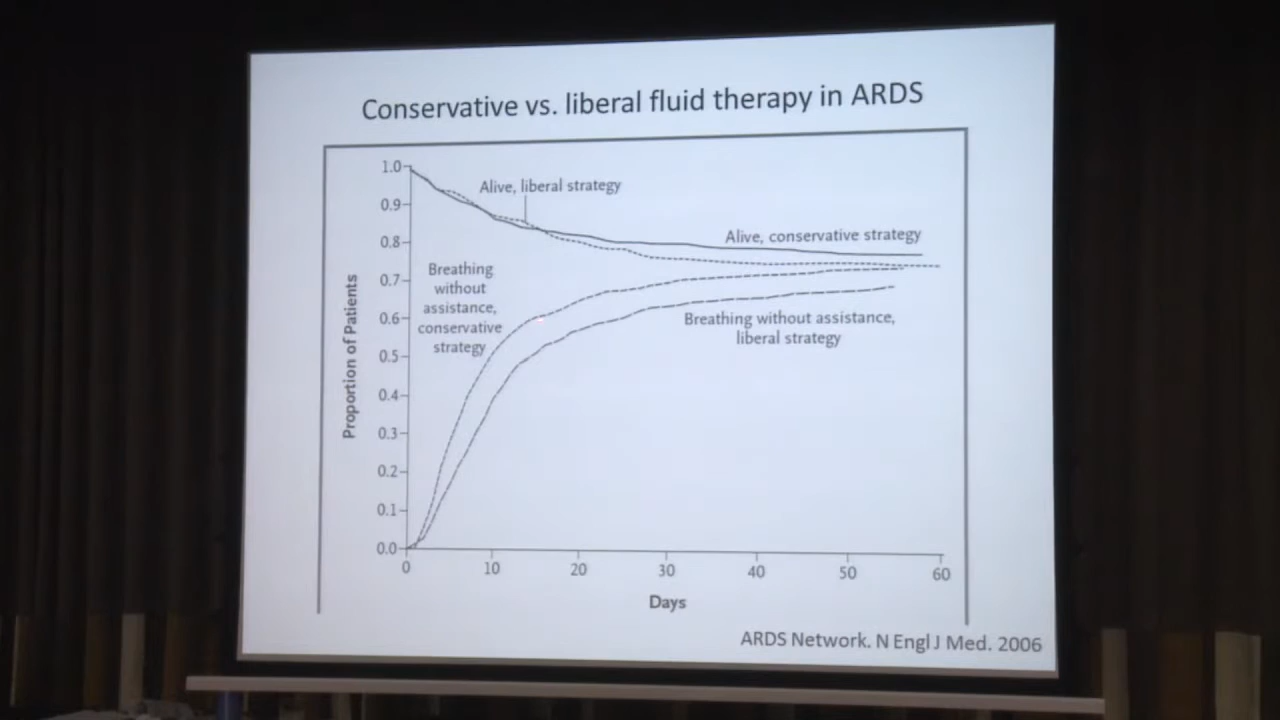 Conservative vs. liberal fluid therapy in ARDS
1.0
0.9
0.8
0.7
0.6
0.5
0.4
0.3
0.2
0.1
0.0
Proportion of Patients
Alive, liberal strategy
Alive, conservative strategy
Breathing
without
assistance,
conservative
strategy
Breathing without assistance,
liberal strategy
0 10 20 30 40 50 60
Days
ARDS Network. N Engl J Med. 2006